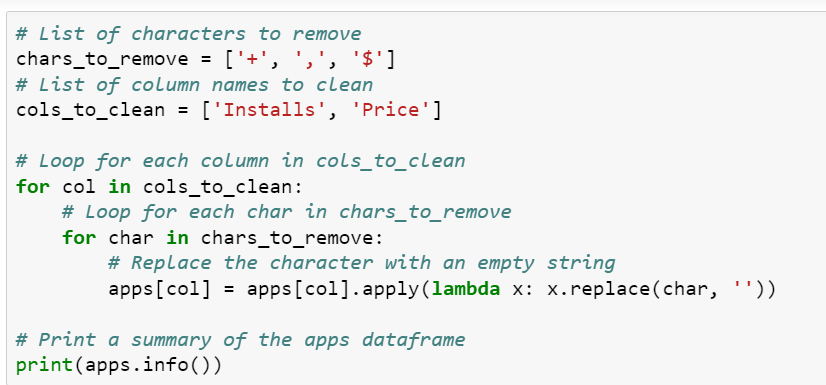 # List of characters to remove
chars_to_remove = ['+', ',', '$']
# List of column names to clean
cols_to_clean = ['Installs', 'Price']

# Loop for each column in cols_to_clean
for col in cols_to_clean:
    # Loop for each char in chars_to_remove
    for char in chars_to_remove:
        # Replace the character with an empty string
        apps[col] = apps[col].apply(lambda x: x.replace(char, ''))

# Print a summary of the apps dataframe
print(apps.info())